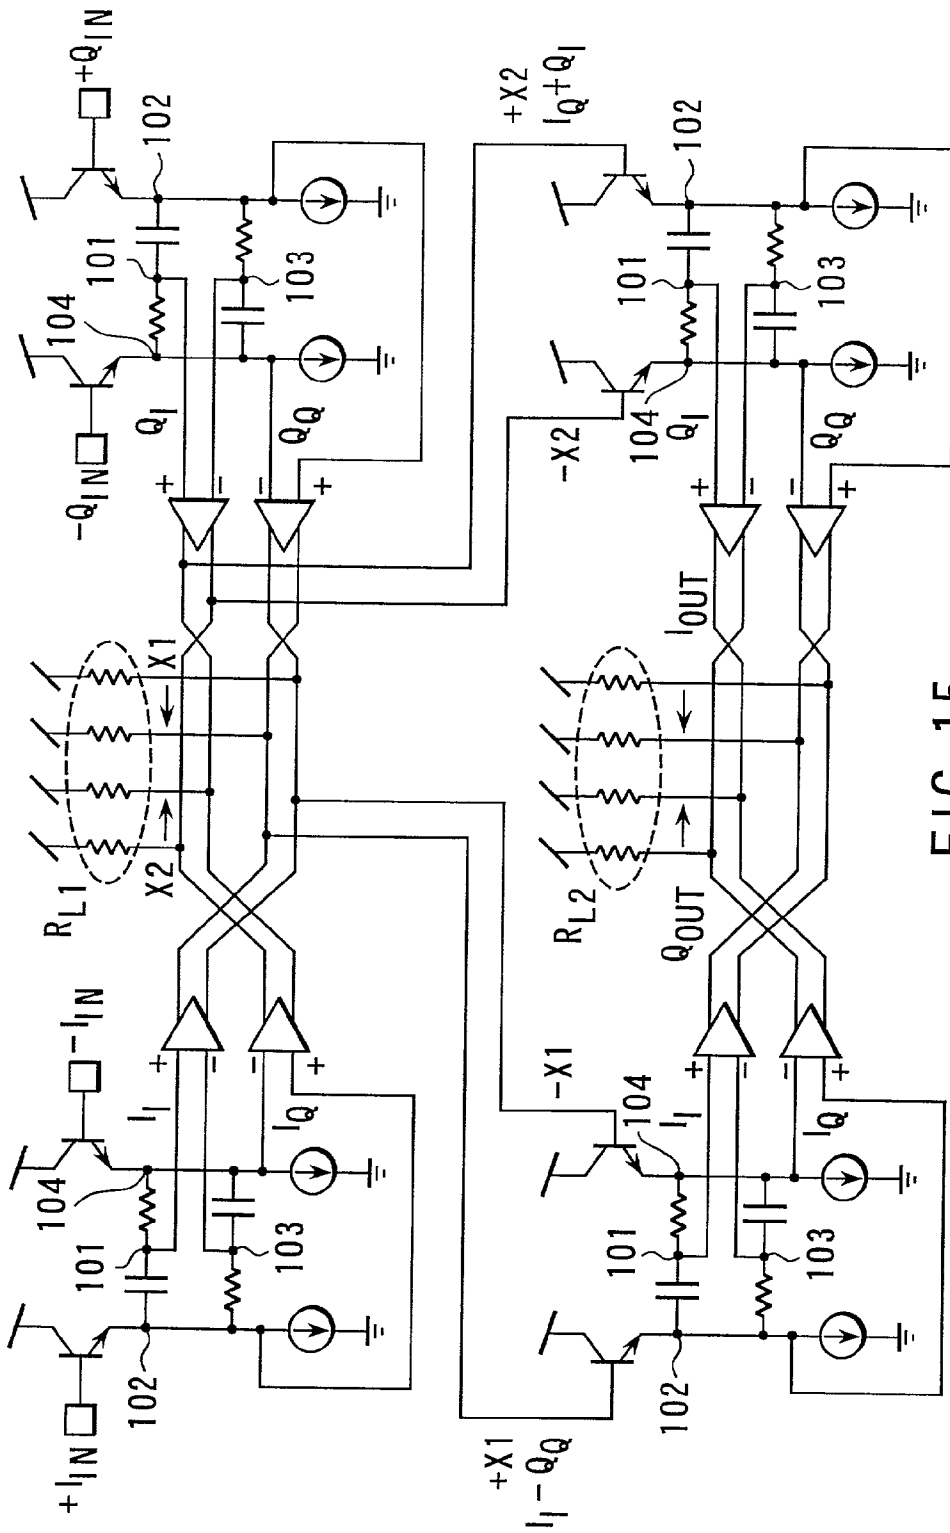 +I_IN
-I_IN
-Q_IN
+Q_IN
102
101
104
103
I_I
I_Q
+
-
-
+
R_L1
X2
X1
104
101
102
103
Q_I
Q_Q
+
-
-
+
+X1
I_I-Q_Q
-X1
-X2
+X2
I_Q+Q_I
102
101
104
103
I_I
I_Q
+
-
-
+
R_L2
Q_OUT
I_OUT
104
101
102
103
Q_I
Q_Q
+
-
-
+